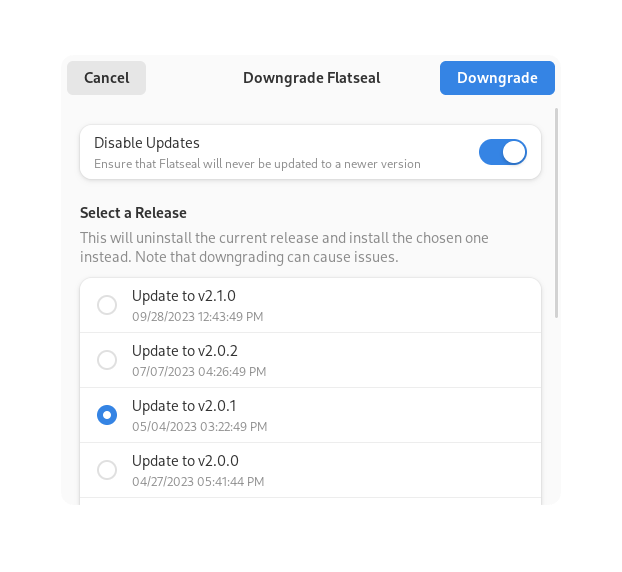 Cancel
Downgrade Flatseal
Downgrade
Disable Updates
Ensure that Flatseal will never be updated to a newer version
Select a Release
This will uninstall the current release and install the chosen one
instead. Note that downgrading can cause issues.
Update to v2.1.0
09/28/2023 12:43:49 PM
Update to v2.0.2
07/07/2023 04:26:49 PM
Update to v2.0.1
05/04/2023 03:22:49 PM
Update to v2.0.0
04/27/2023 05:41:44 PM